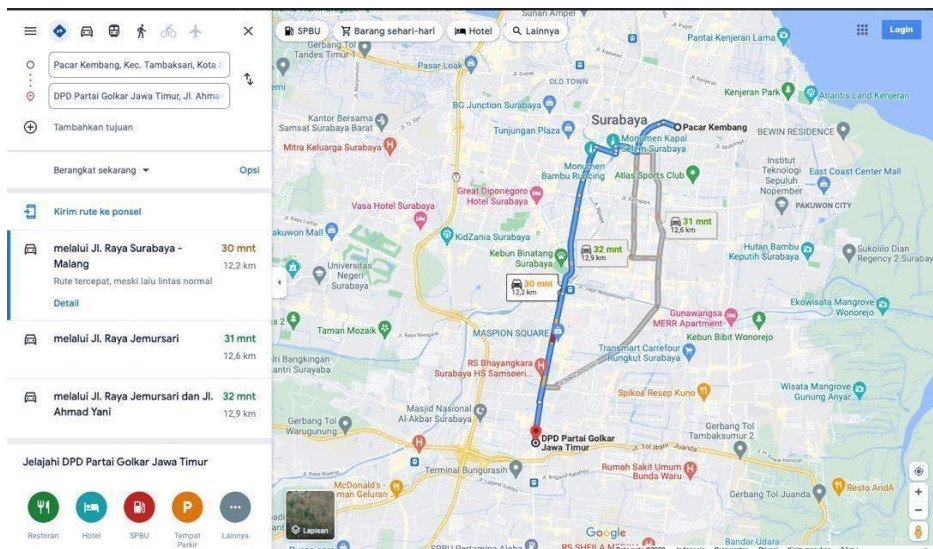 Pacar Kembang, Kec. Tambaksari, Kota
DPD Partai Golkar Jawa Timur, Jl. Ahma
Tambahkan tujuan
Berangkat sekarang
Opsi
Kirim rute ke ponsel
melalui Jl. Raya Surabaya - Malang
30 mnt
12,2 km
Rute tercepat, meski lalu lintas normal
Detail
melalui Jl. Raya Jemursari
31 mnt
12,6 km
melalui Jl. Raya Jemursari dan Jl. Ahmad Yani
32 mnt
12,9 km
Jelajahi DPD Partai Golkar Jawa Timur
Restoran
Hotel
SPBU
P
Tempat Parkir
Lainnya
SPBU
Barang sehari-hari
Hotel
Lainnya
Login
Sunan Ampel
Pantai Kenjeran Lama
Gerbang Tol
Tandes Timur 1
Pasar Loak
OLD TOWN
Kenjeran Park
Atlantis Land Kenjeran
BG Junction Surabaya
Kantor Bersama
Samsat Surabaya Barat
Surabaya
Pacar Kembang
BEWIN RESIDENCE
Tunjungan Plaza
Monumen Kapal
Selem Surabaya
Mitra Keluarga Surabaya
Monumen
Bambu Runcing
Atlas Sports Club
Institut
Teknologi
Sepuluh
Nopember
East Coast Center Mall
PAKUWON CITY
Great Diponegoro
Hotel Surabaya
Vasa Hotel Surabaya
31 mnt
12,6 km
akuwon Mall
KidZania Surabaya
32 mnt
12,9 km
Kebun Binatang
Surabaya
Hutan Bambu
Keputih Surabaya
Sukolilo Dian
Regency 2 Surabay
Universitas
Negeri
Surabaya
30 mnt
12,2 km
Ekowisata Mangrove
Wonorejo
Gunawangsa
MERR Apartment
Taman Mozaik
MASPION SQUARE
Kebun Bibit Wonorejo
Transmart Carrefour
Rungkut Surabaya
RS Bhayangkara
Surabaya HS Samsoeri...
Spikoe Resep Kuno
Wisata Mangrove
Gunung Anyar
Masjid Nasional
Al-Akbar Surabaya
Gerbang Tol
Warugunung
DPD Partai Golkar
Jawa Timur
Gerbang Tol
Tambaksumur 2
Terminal Bungurasih
Rumah Sakit Umum
Bunda Waru
McDonald's -
man Geluran
Gerbang Tol Juanda
Resto AndA
Lapisan
Google
Bandar Udara